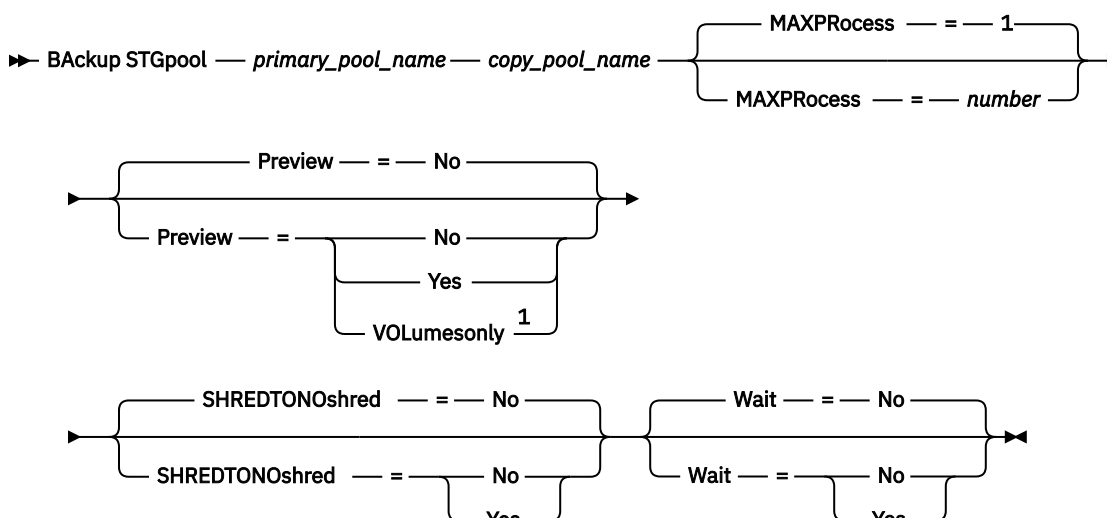 MAXPRocess = 1
BAckup STGpool primary_pool_name copy_pool_name
MAXPRocess = number
Preview = No
Preview = No
Yes
VOLumesonly 1
SHREDTONOshred = No Wait = No
SHREDTONOshred = No Wait = No
Yes Yes